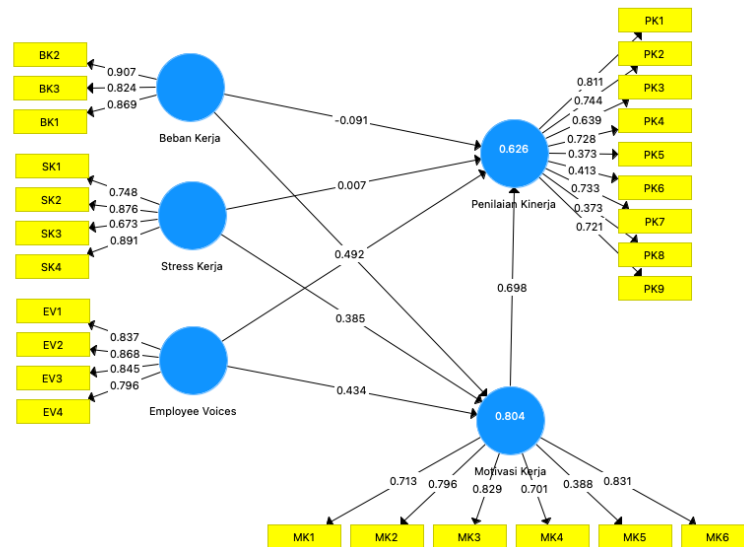 BK2
BK3
BK1
0.907
0.824
0.869
Beban Kerja
SK1
SK2
SK3
SK4
0.748
0.876
0.673
0.891
Stress Kerja
EV1
EV2
EV3
EV4
0.837
0.868
0.845
0.796
Employee Voices
-0.091
0.007
0.492
0.385
0.434
0.698
0.626
Penilaian Kinerja
0.811
0.744
0.639
0.728
0.373
0.413
0.733
0.373
0.721
PK1
PK2
PK3
PK4
PK5
PK6
PK7
PK8
PK9
0.804
Motivasi Kerja
0.713
0.796
0.829
0.701
0.388
0.831
MK1
MK2
MK3
MK4
MK5
MK6